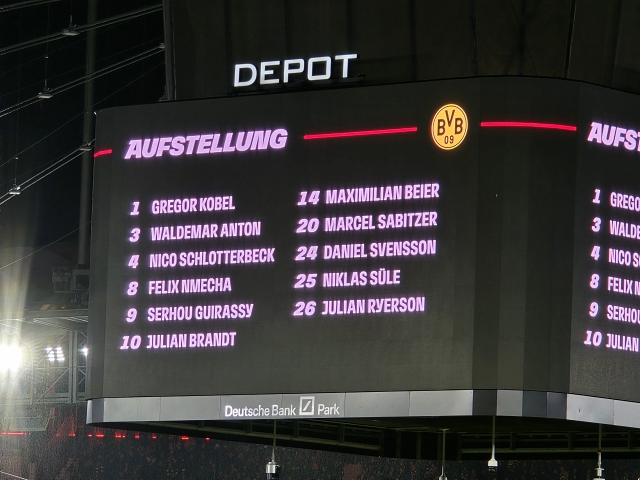 DEPOT
AUFSTELLUNG
BVB
09
1 GREGOR KOBEL
3 WALDEMAR ANTON
4 NICO SCHLOTTERBECK
8 FELIX NMECHA
9 SERHOU GUIRASSY
10 JULIAN BRANDT
14 MAXIMILIAN BEIER
20 MARCEL SABITZER
24 DANIEL SVENSSON
25 NIKLAS SÜLE
26 JULIAN RYERSON
Deutsche Bank Park
AUFST
1 GREGO
3 WALDE
4 NICO S
8 FELIX N
9 SERHOU
10 JULIAN